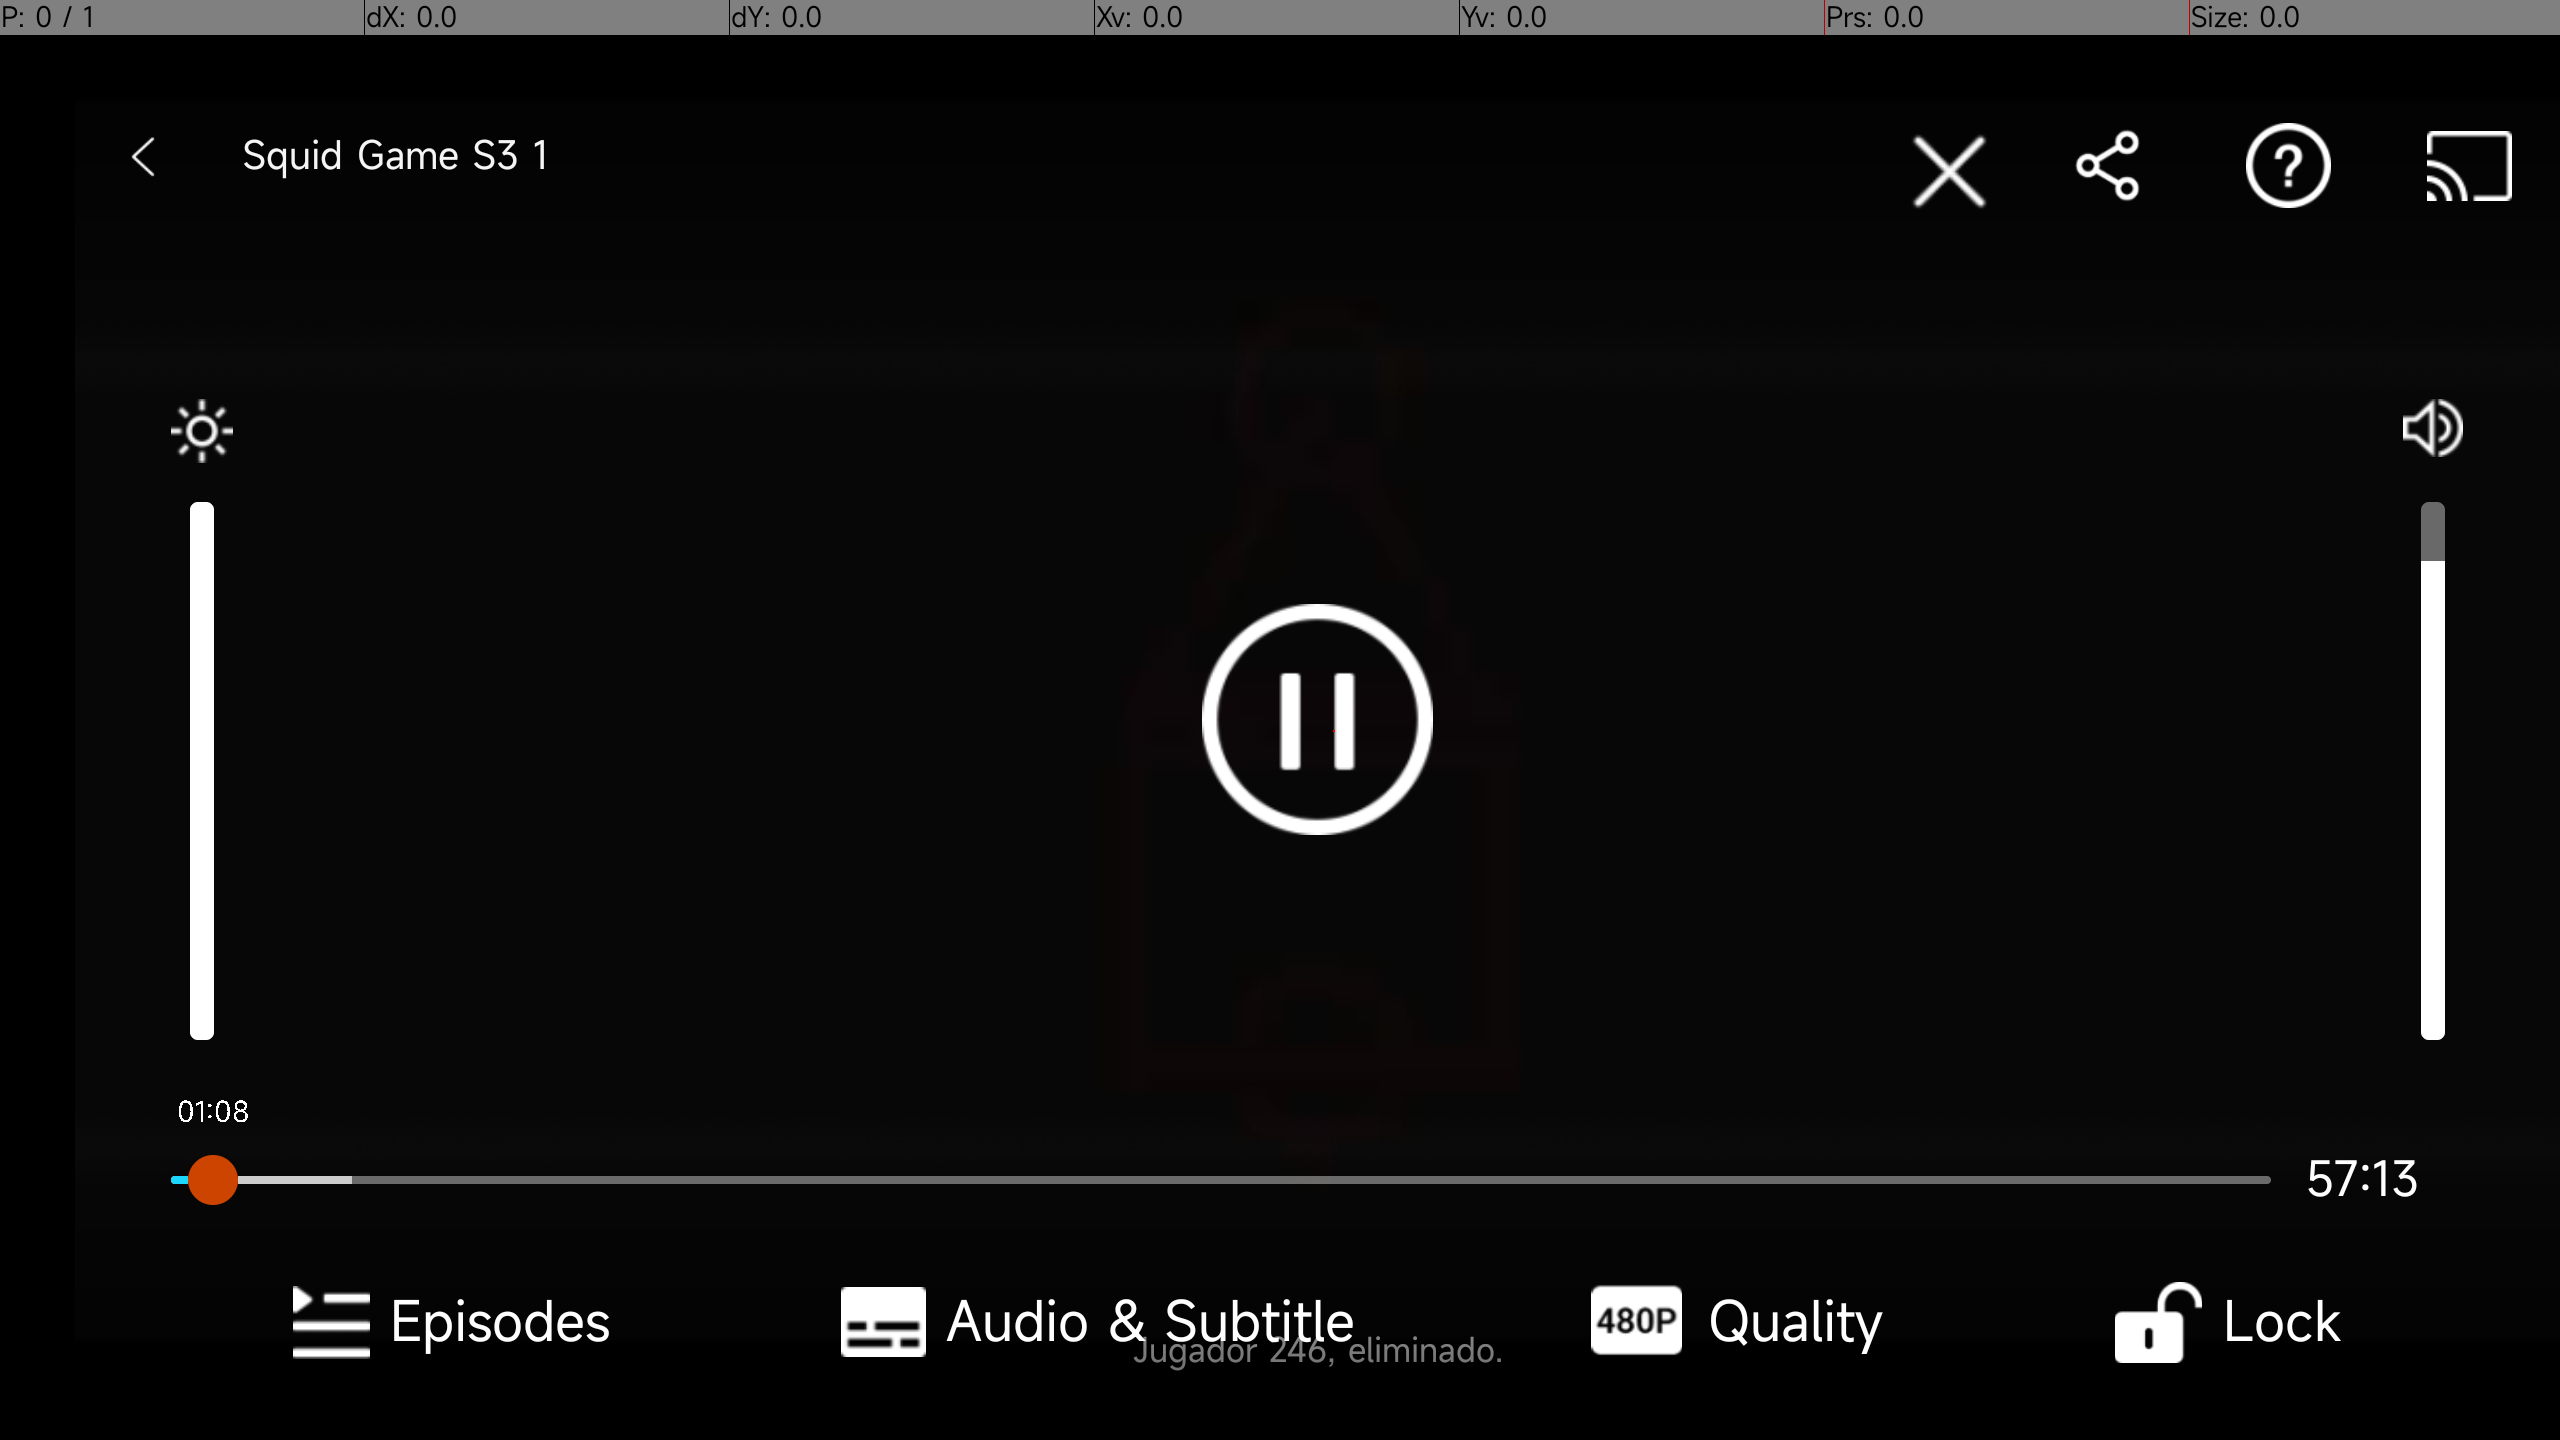 P: 0 / 1 dX: 0.0 dY: 0.0 Xv: 0.0 Yv: 0.0 Prs: 0.0 Size: 0.0
Squid Game S3 1
01:08
57:13
Episodes Audio & Subtitle 480P Quality Lock
Jugador 246, eliminado.